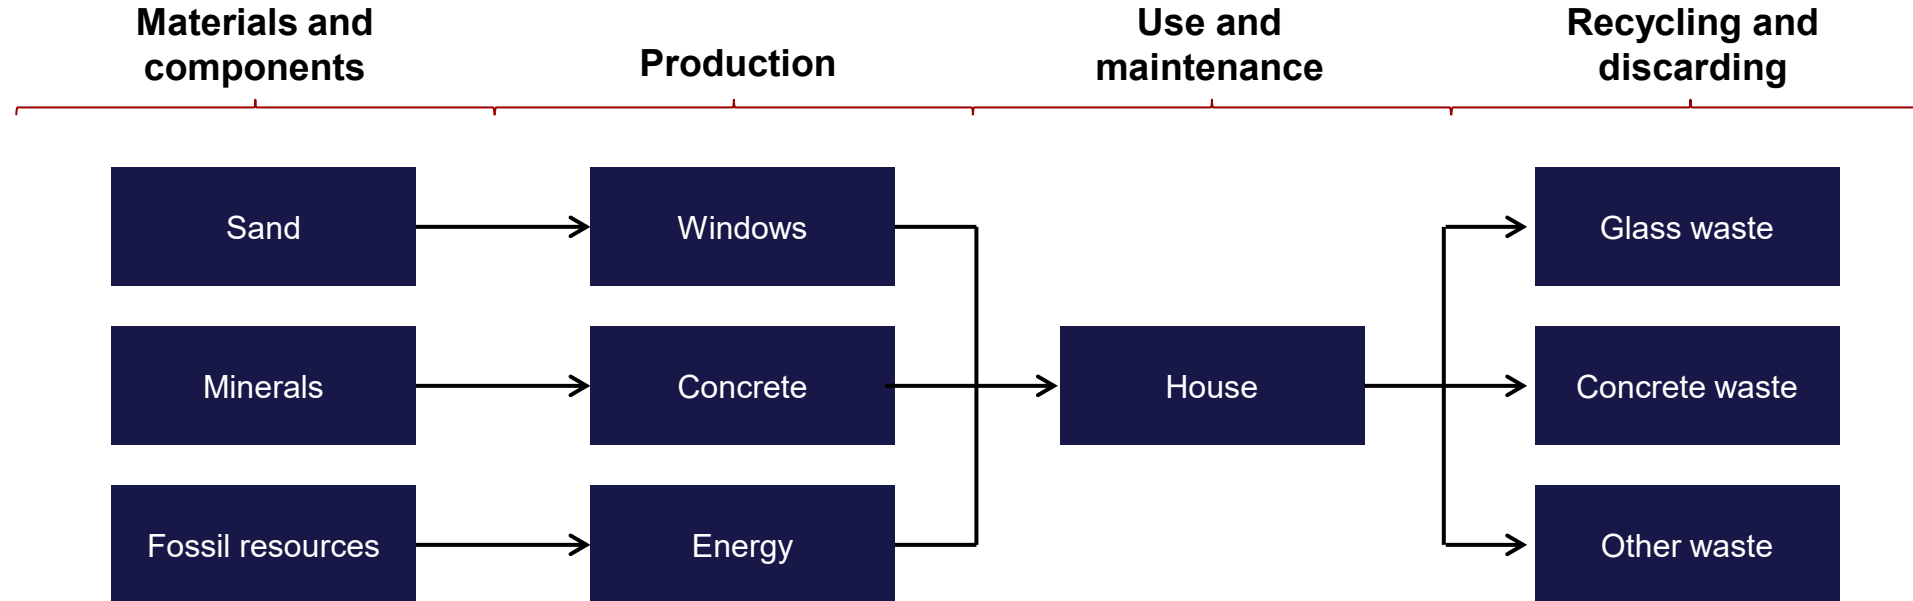 Materials and
components
Production
Use and
maintenance
Recycling and
discarding
Sand
Windows
Glass waste
Minerals
Concrete
House
Concrete waste
Fossil resources
Energy
Other waste